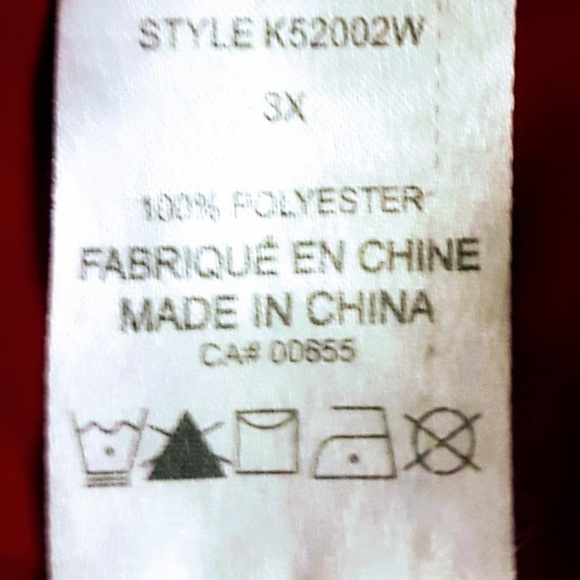 STYLE K52002W
3X
100% POLYESTER
FABRIQUÉ EN CHINE
MADE IN CHINA
CA# 00655